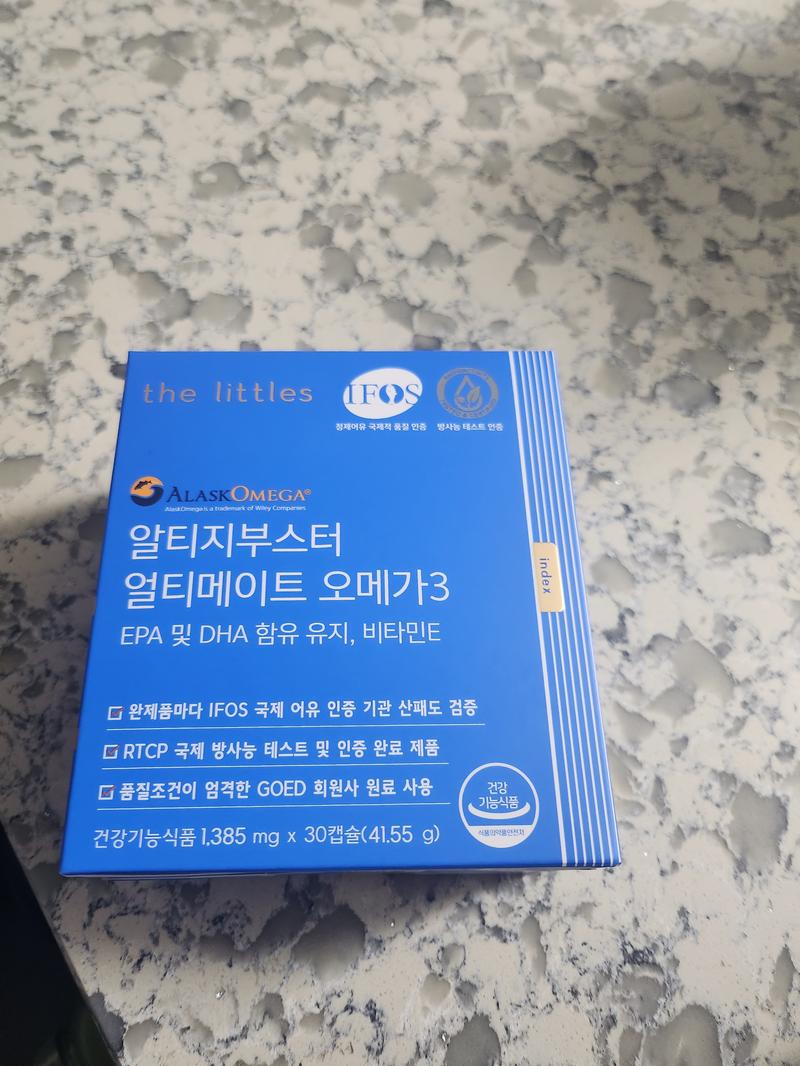 the littles
IFOS
정제어유 국제적 품질 인증
방사능 테스트 인증
ALASKOMEGA®
AlaskOmega is a trademark of Wiley Companies
알티지부스터
얼티메이트 오메가3
EPA 및 DHA 함유 유지, 비타민E
index
완제품마다 IFOS 국제 어유 인증 기관 산패도 검증
RTCP 국제 방사능 테스트 및 인증 완료 제품
품질조건이 엄격한 GOED 회원사 원료 사용
건강
기능식품
식품의약품안전처
건강기능식품 1,385 mg x 30캡슐(41.55 g)